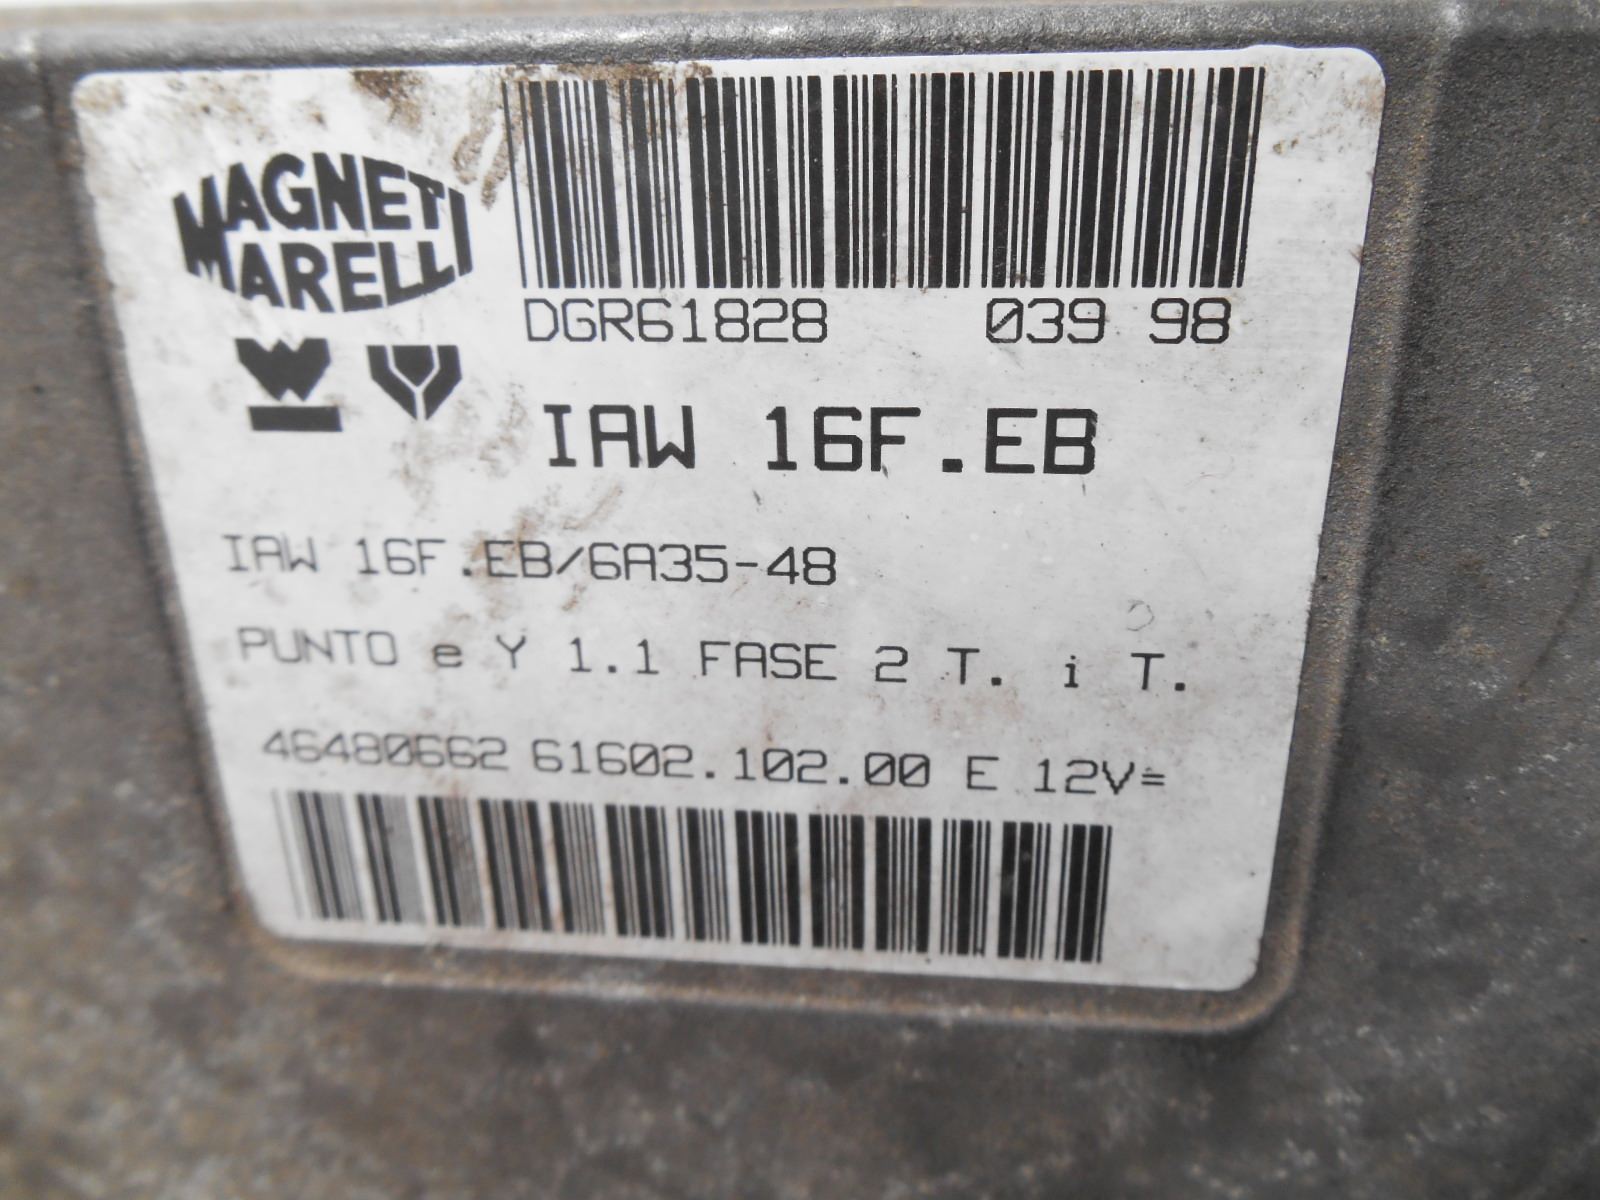 MAGNETI
MARELLI
DGR61828 039 98
IAW 16F.EB
IAW 16F.EB/6A35-48
PUNTO e Y 1.1 FASE 2 T. i T.
46480662 61602.102.00 E 12V=